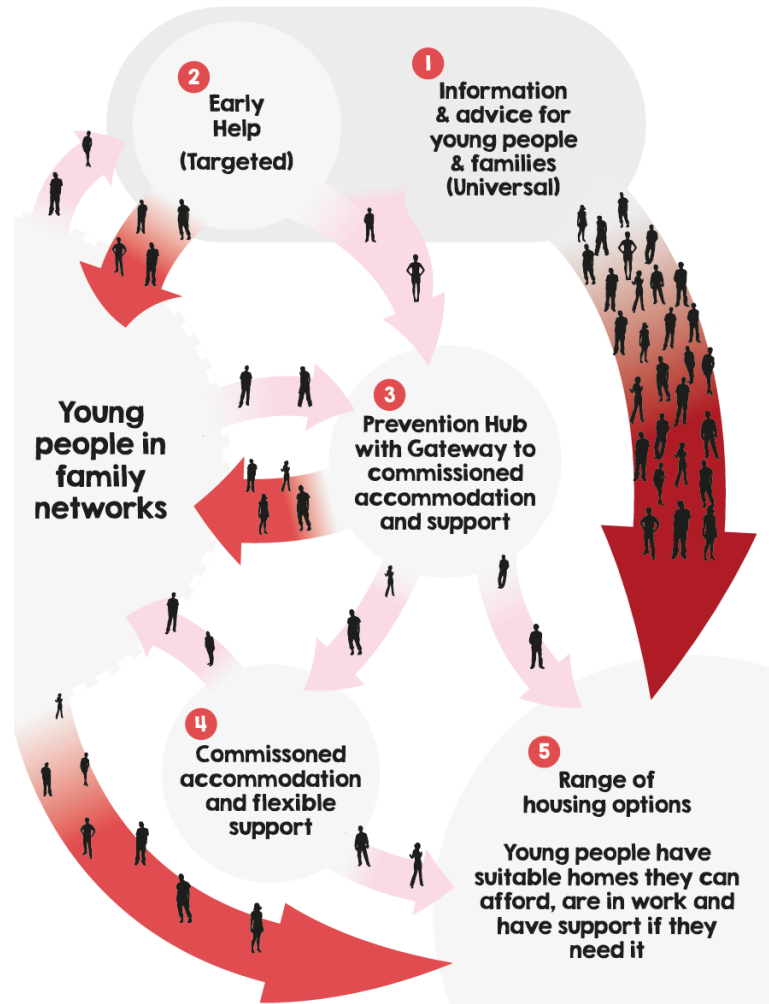 1
Information
& advice for
young people
& families
(Universal)
2
Early
Help
(Targeted)
Young
people in
family
networks
3
Prevention Hub
with Gateway to
commissioned
accommodation
and support
4
Commissoned
accommodation
and flexible
support
5
Range of
housing options
Young people have
suitable homes they can
afford, are in work and
have support if they
need it